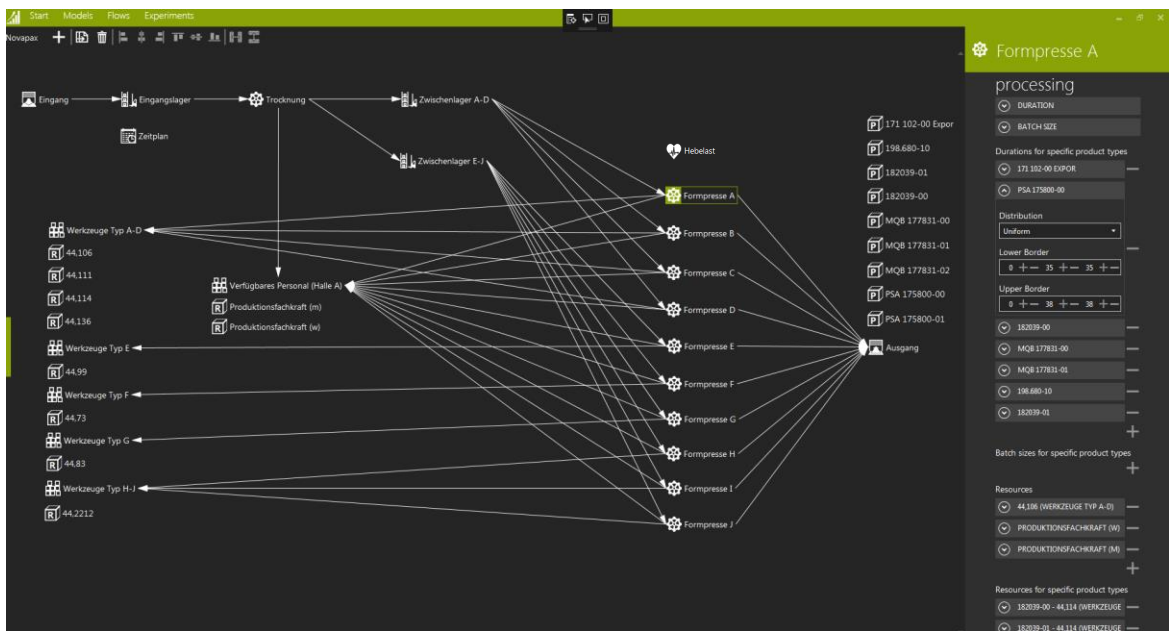 Start Models Flows Experiments
Novapax
Eingang
Eingangslager
Trocknung
Zwischenlager A-D
Zeitplan
Zwischenlager E-J
Hebelast
Formpresse A
Formpresse B
Formpresse C
Formpresse D
Formpresse E
Formpresse F
Formpresse G
Formpresse H
Formpresse I
Formpresse J
Werkzeuge Typ A-D
R 44,106
R 44,111
R 44,114
R 44,136
Werkzeuge Typ E
R 44,99
Werkzeuge Typ F
R 44,73
Werkzeuge Typ G
R 44,83
Werkzeuge Typ H-J
R 44,2212
Verfügbares Personal (Halle A)
R Produktionsfachkraft (m)
R Produktionsfachkraft (w)
P 171 102-00 Expor
P 198.680-10
P 182039-01
P 182039-00
P MQB 177831-00
P MQB 177831-01
P MQB 177831-02
P PSA 175800-00
P PSA 175800-01
Ausgang
Formpresse A
processing
DURATION
BATCH SIZE
Durations for specific product types
171 102-00 EXPOR
PSA 175800-00
Distribution
Uniform
Lower Border
0 + − 35 + − 35 + −
Upper Border
0 + − 38 + − 38 + −
182039-00
MQB 177831-00
MQB 177831-01
198.680-10
182039-01
Batch sizes for specific product types
Resources
44,106 (WERKZEUGE TYP A-D)
PRODUKTIONSFACHKRAFT (W)
PRODUKTIONSFACHKRAFT (M)
Resources for specific product types
182039-00 - 44,114 (WERKZEUGE
182039-01 - 44,114 (WERKZEUGE